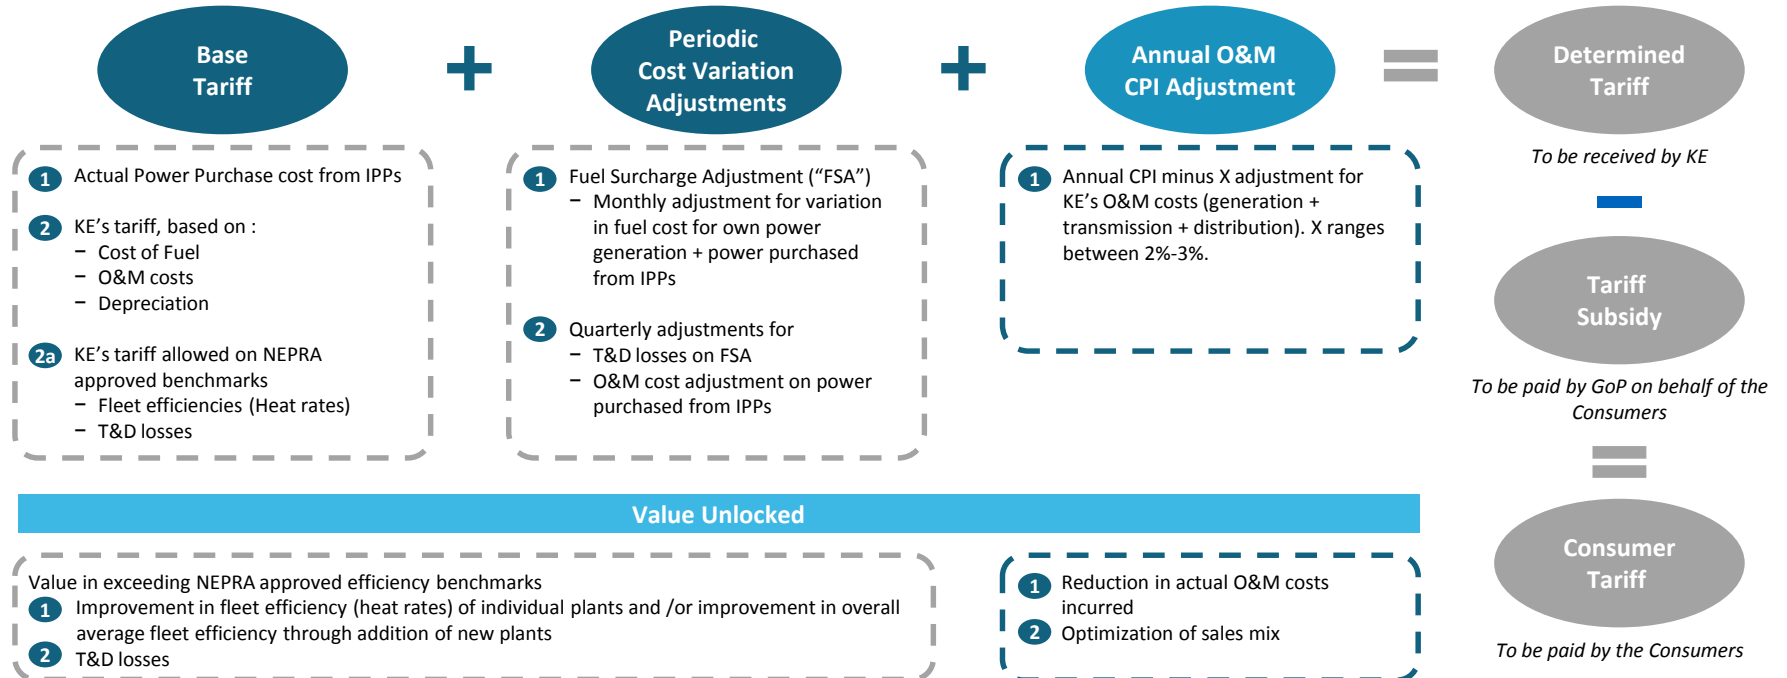 Base
Tariff
+
Periodic
Cost Variation
Adjustments
+
Annual O&M
CPI Adjustment
=
Determined
Tariff
To be received by KE
1 Actual Power Purchase cost from IPPs
2 KE’s tariff, based on :
− Cost of Fuel
− O&M costs
− Depreciation
2a KE’s tariff allowed on NEPRA
approved benchmarks
− Fleet efficiencies (Heat rates)
− T&D losses
1 Fuel Surcharge Adjustment (“FSA”)
− Monthly adjustment for variation
in fuel cost for own power
generation + power purchased
from IPPs
2 Quarterly adjustments for
− T&D losses on FSA
− O&M cost adjustment on power
purchased from IPPs
1 Annual CPI minus X adjustment for
KE’s O&M costs (generation +
transmission + distribution). X ranges
between 2%-3%.
−
Tariff
Subsidy
To be paid by GoP on behalf of the
Consumers
=
Value Unlocked
Value in exceeding NEPRA approved efficiency benchmarks
1 Improvement in fleet efficiency (heat rates) of individual plants and /or improvement in overall
average fleet efficiency through addition of new plants
2 T&D losses
1 Reduction in actual O&M costs
incurred
2 Optimization of sales mix
Consumer
Tariff
To be paid by the Consumers